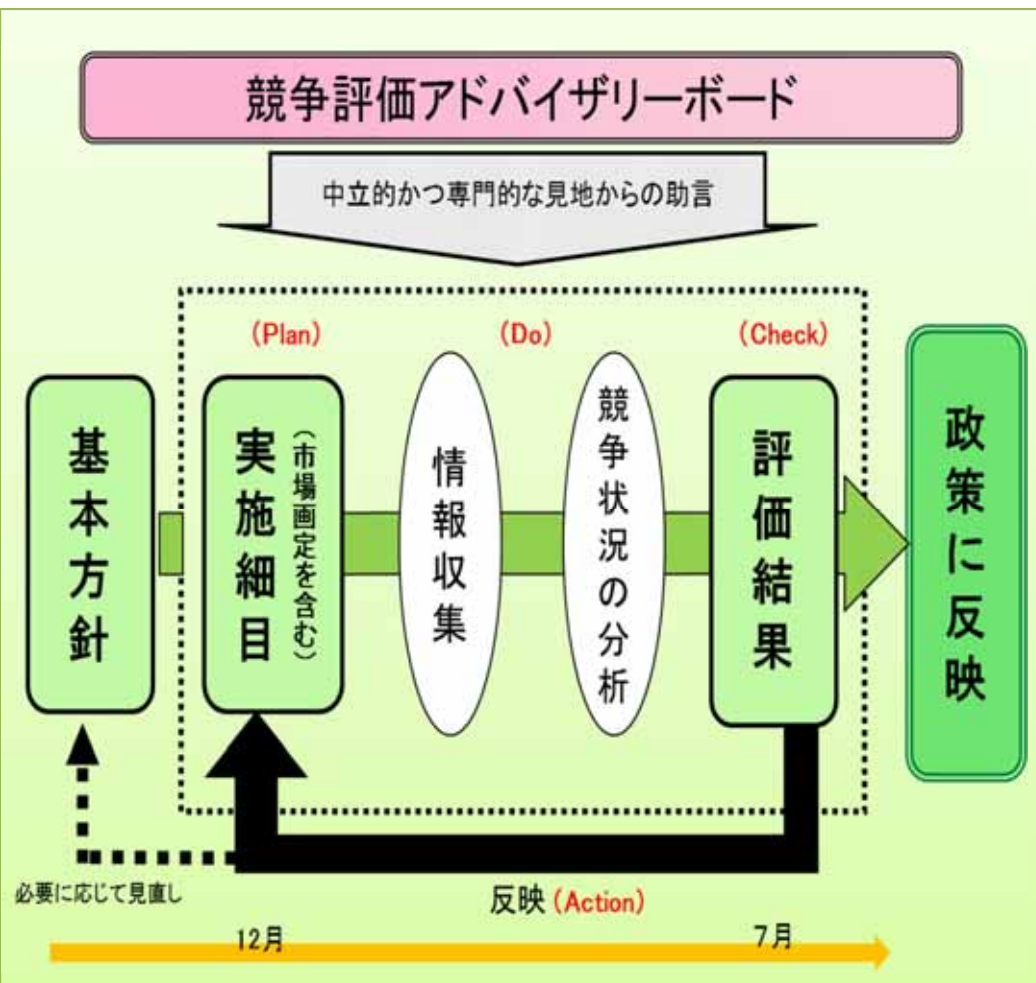 競争評価アドバイザリーボード
中立的かつ専門的な見地からの助言
(Plan)
(Do)
(Check)
基本方針
実施細目
(市場画定を含む)
情報収集
競争状況の分析
評価結果
政策に反映
必要に応じて見直し
反映(Action)
12月
7月